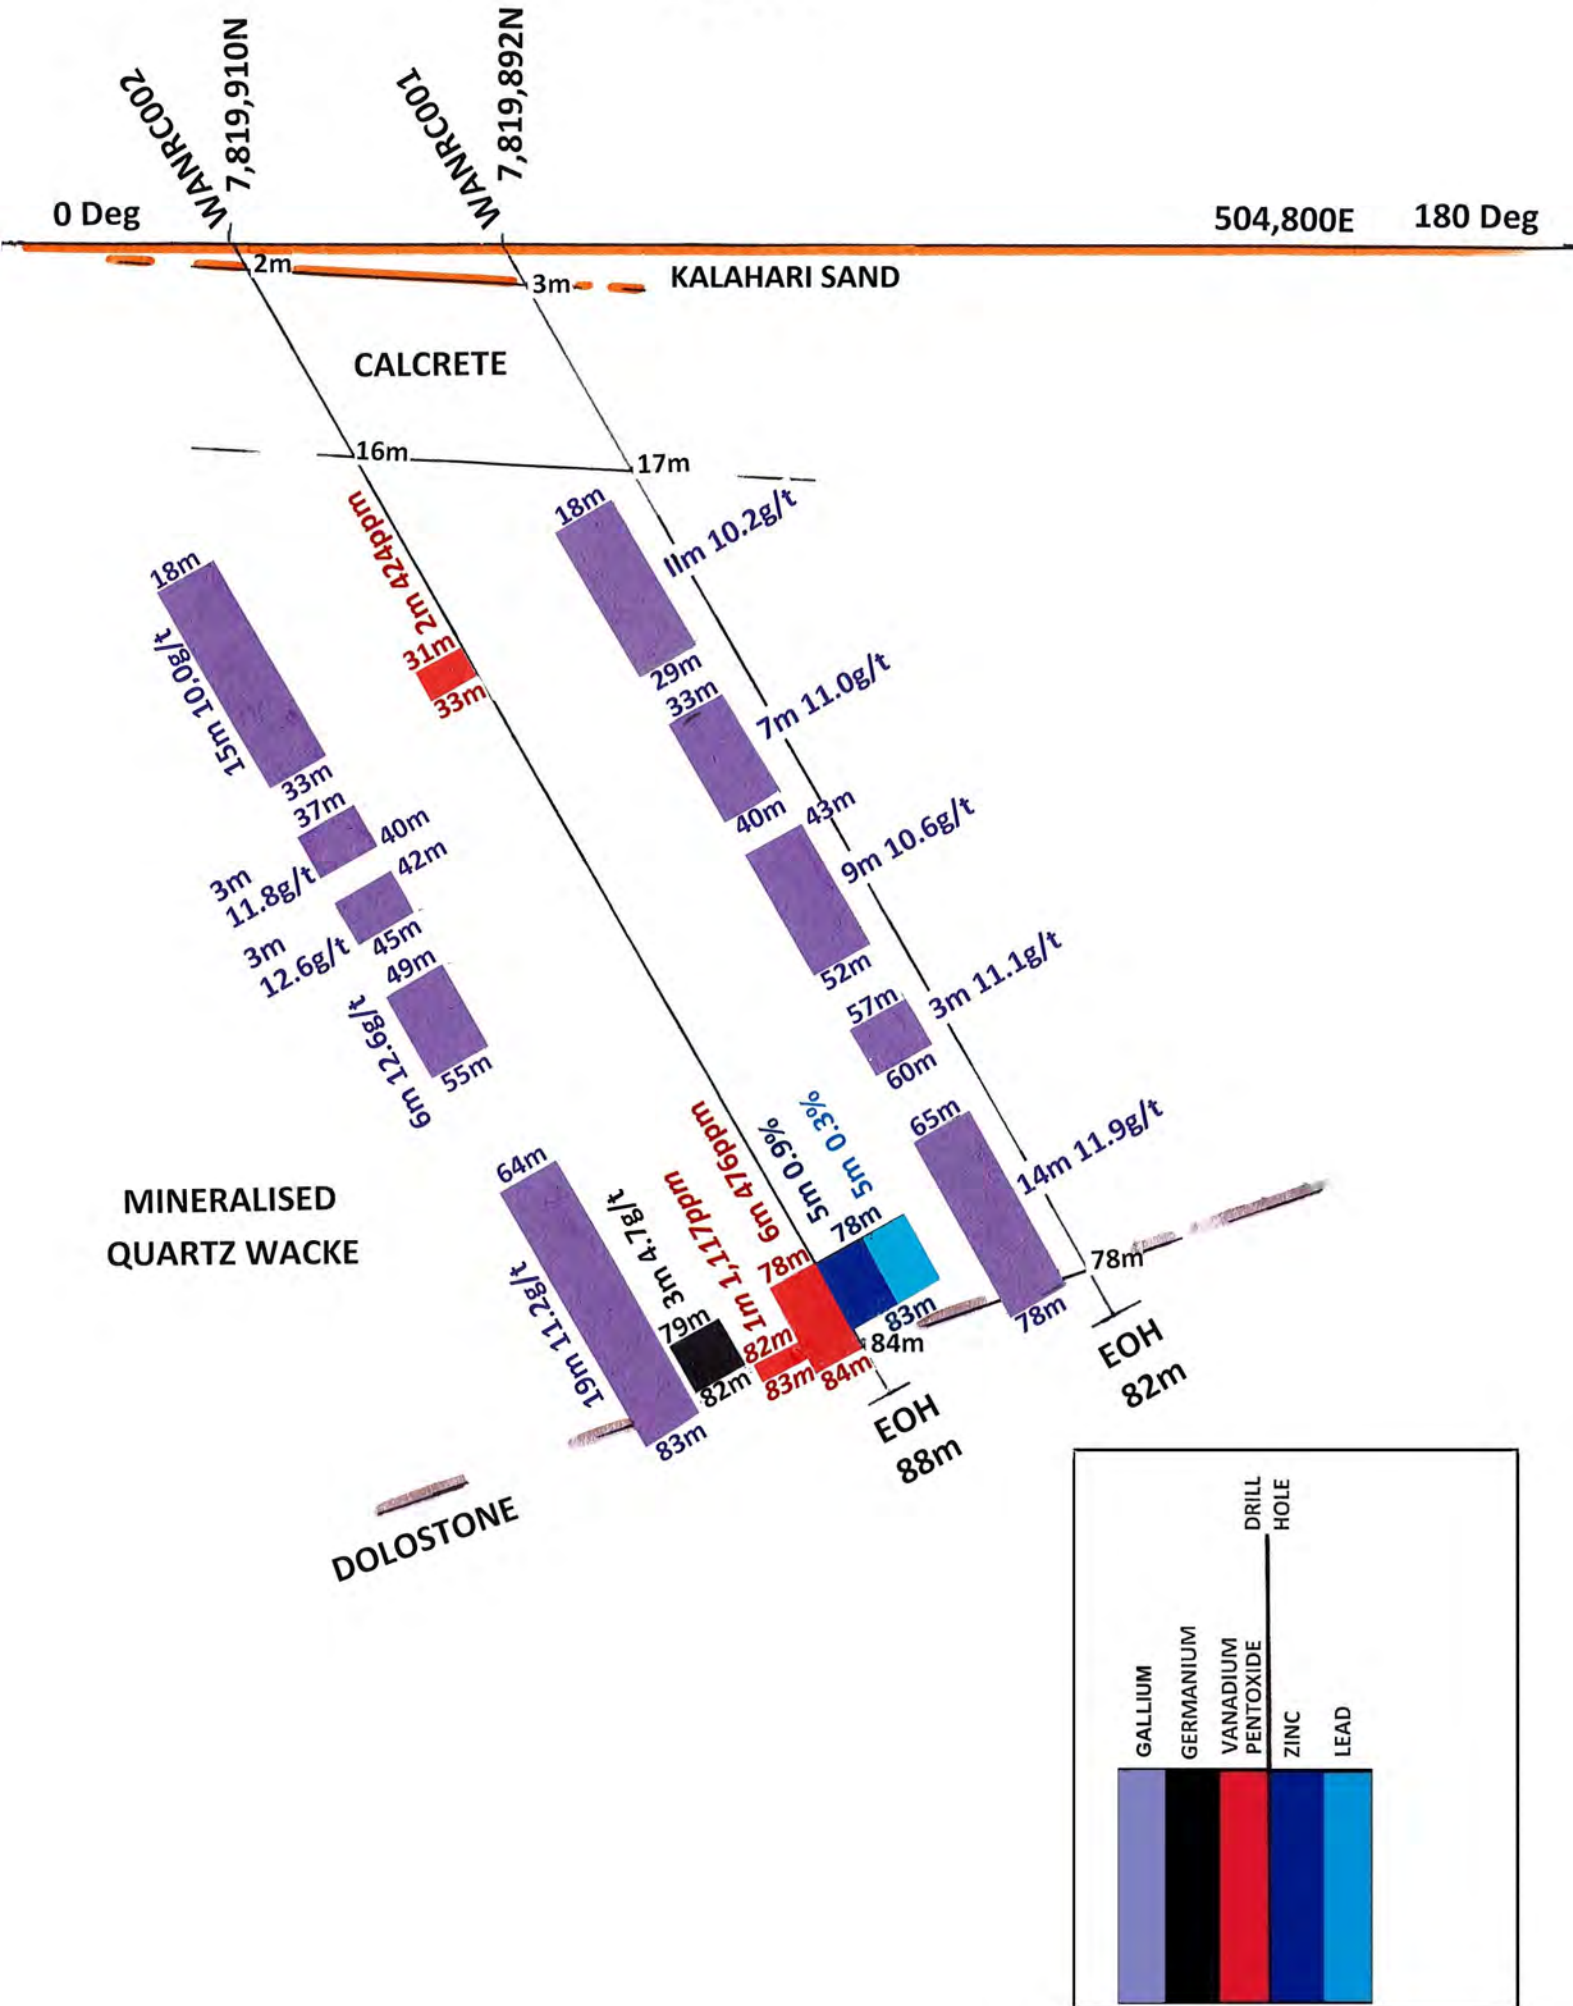 WANRC002
7,819,910N
WANRC001
7,819,892N
0 Deg
504,800E
180 Deg
2m
3m
KALAHARI SAND
CALCRETE
16m
17m
2m 424ppm
31m
33m
18m
IIm 10.2g/t
29m
33m
7m 11.0g/t
40m
43m
9m 10.6g/t
52m
57m
3m 11.1g/t
60m
65m
14m 11.9g/t
78m
78m
EOH
82m
18m
15m 10.0g/t
33m
37m
40m
3m
11.8g/t
42m
3m
12.6g/t
45m
49m
6m 12.6g/t
55m
MINERALISED
QUARTZ WACKE
64m
19m 11.2g/t
83m
3m 4.7g/t
79m
82m
1m 1,117ppm
82m
83m
6m 476ppm
78m
84m
5m 0.9%
5m 0.3%
78m
83m
84m
EOH
88m
DOLOSTONE
DRILL
HOLE
GALLIUM
GERMANIUM
VANADIUM
PENTOXIDE
ZINC
LEAD